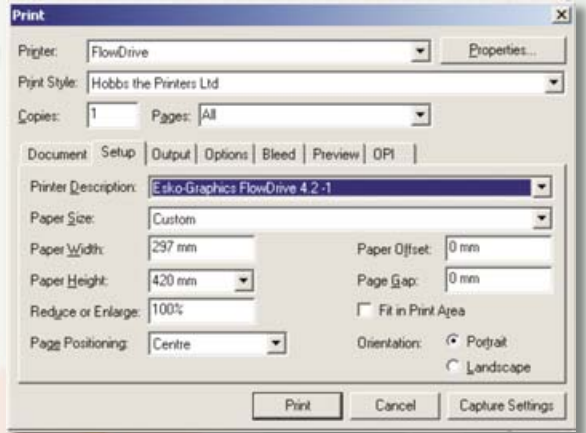 Print
Printer: FlowDrive Properties...
Print Style: Hobbs the Printers Ltd
Copies: 1 Pages: All
Document Setup Output Options Bleed Preview OPI
Printer Description: Esko-Graphics FlowDrive 4.2 -1
Paper Size: Custom
Paper Width: 297 mm Paper Offset: 0 mm
Paper Height: 420 mm Page Gap: 0 mm
Reduce or Enlarge: 100% Fit in Print Area
Page Positioning: Centre Orientation: Portrait
Landscape
Print Cancel Capture Settings